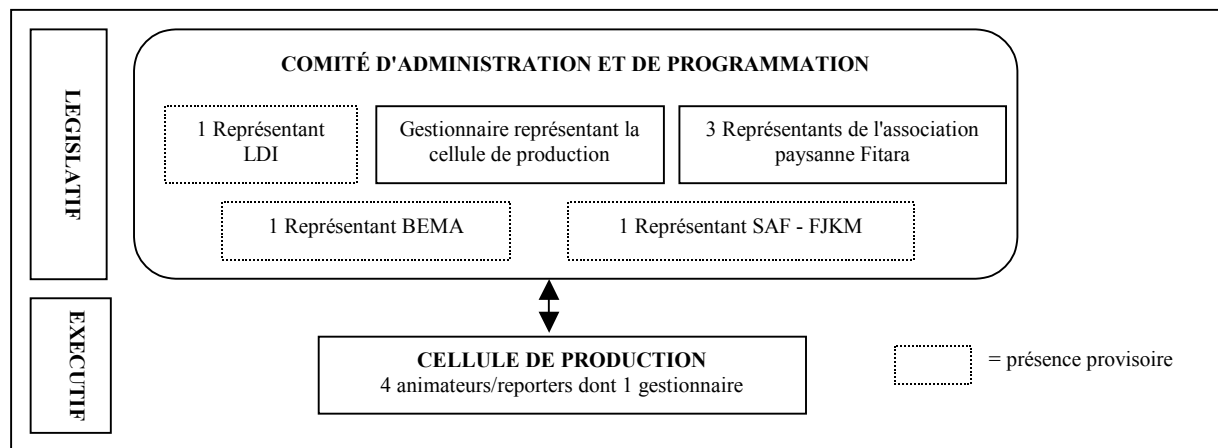 LÉGISLATIF
COMITÉ D'ADMINISTRATION ET DE PROGRAMMATION
1 Représentant
LDI
Gestionnaire représentant la
cellule de production
3 Représentants de l'association
paysanne Fitara
1 Représentant BEMA
1 Représentant SAF - FJKM
EXECUTIF
CELLULE DE PRODUCTION
4 animateurs/reporters dont 1 gestionnaire
= présence provisoire